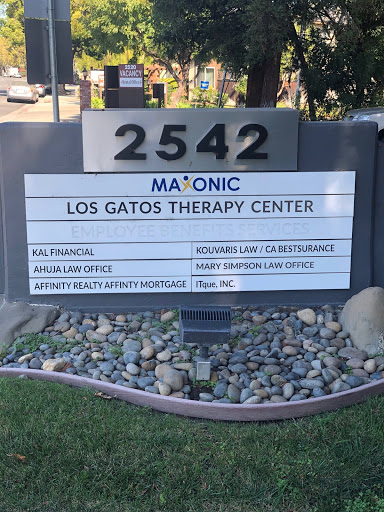 2500
VACANCY
2542
MAXONIC
LOS GATOS THERAPY CENTER
EMPLOYEE BENEFITS SERVICES
KAL FINANCIAL
KOUVARIS LAW / CA BESTSURANCE
AHUJA LAW OFFICE
MARY SIMPSON LAW OFFICE
AFFINITY REALTY AFFINTY MORTGAGE
ITque, INC.